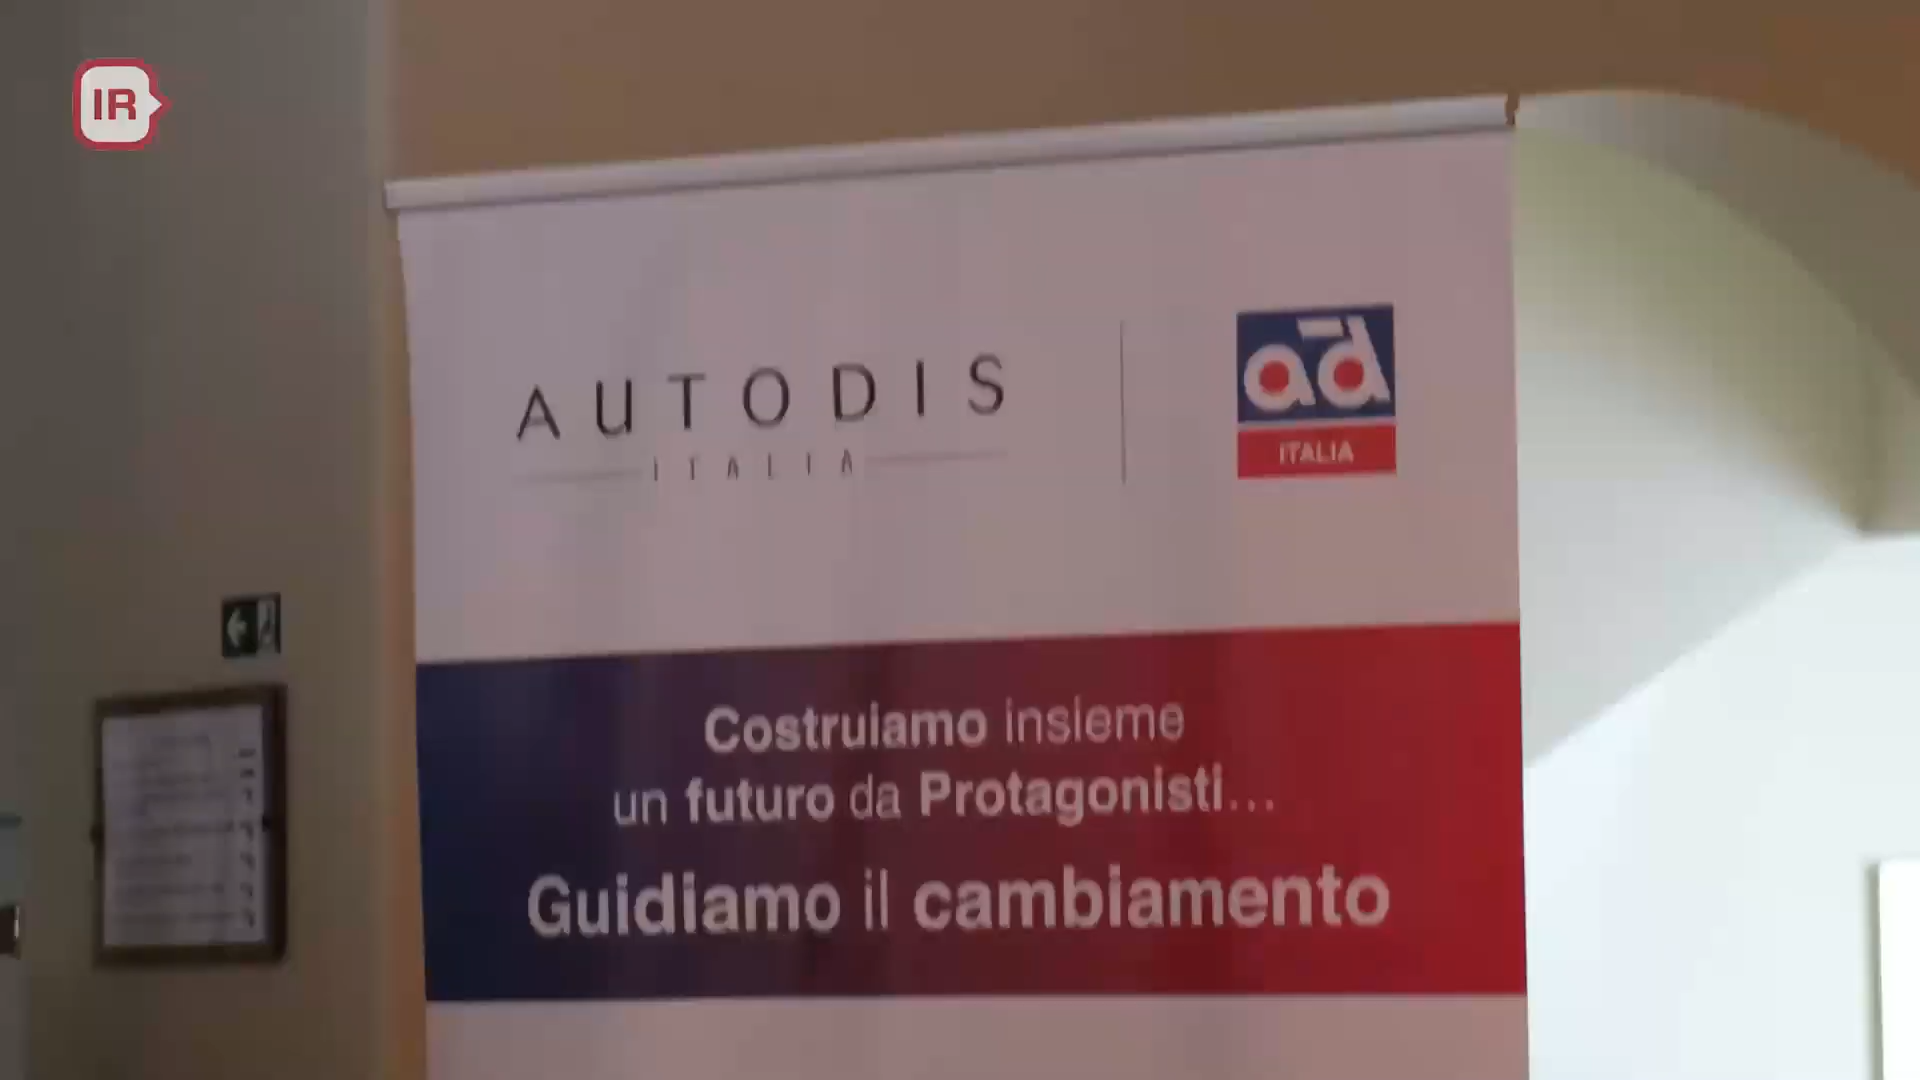 IR
AUTODIS
ITALIA
ad
ITALIA
Costruiamo insieme
un futuro da Protagonisti...
Guidiamo il cambiamento